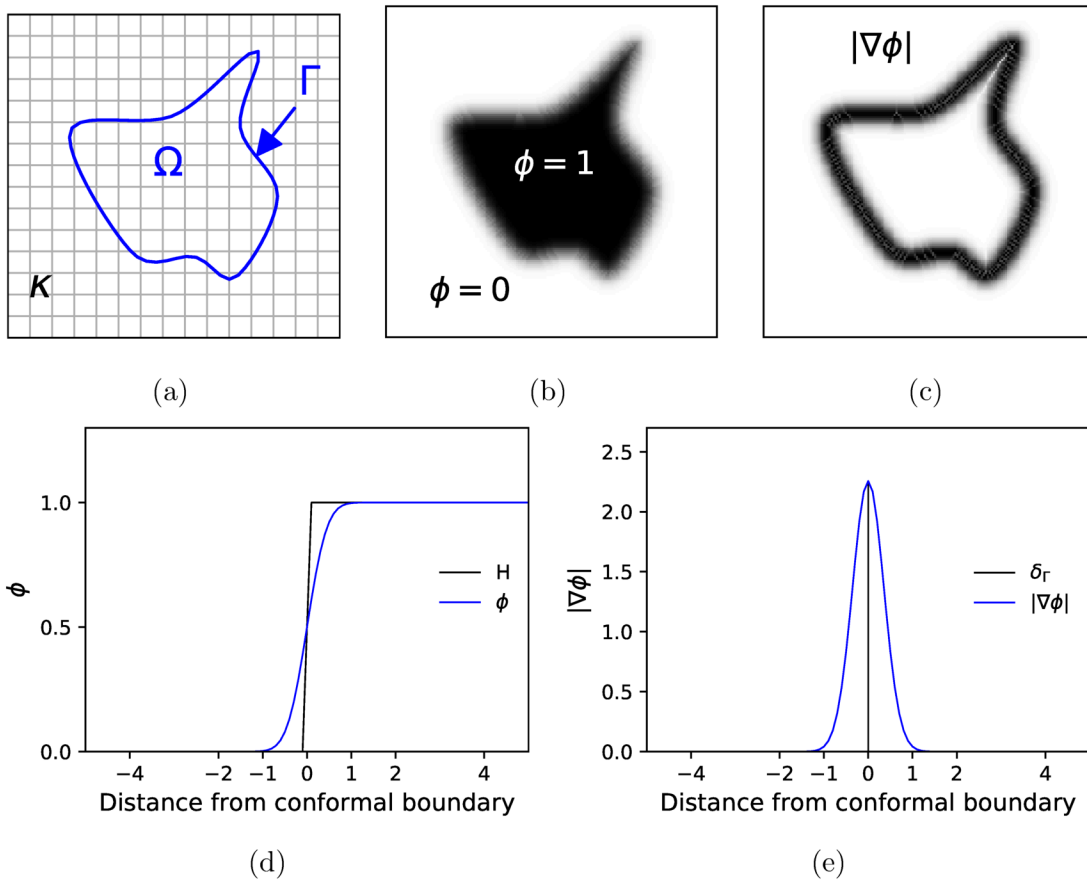 Γ
Ω
K
(a)
ϕ = 1
ϕ = 0
(b)
|∇ϕ|
(c)
1.0
0.5
0.0
ϕ
H
ϕ
−4 −2 −1 0 1 2 4
Distance from conformal boundary
(d)
2.5
2.0
1.5
1.0
0.5
0.0
|∇ϕ|
δ_Γ
|∇ϕ|
−4 −2 −1 0 1 2 4
Distance from conformal boundary
(e)